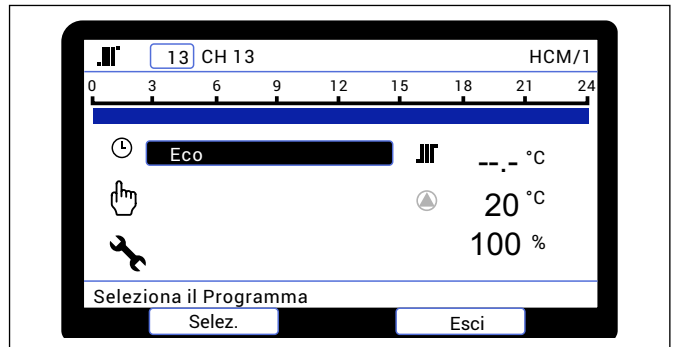 13 CH 13 HCM/1
0 3 6 9 12 15 18 21 24
Eco --.- °C
20 °C
100 %
Seleziona il Programma
Selez. Esci